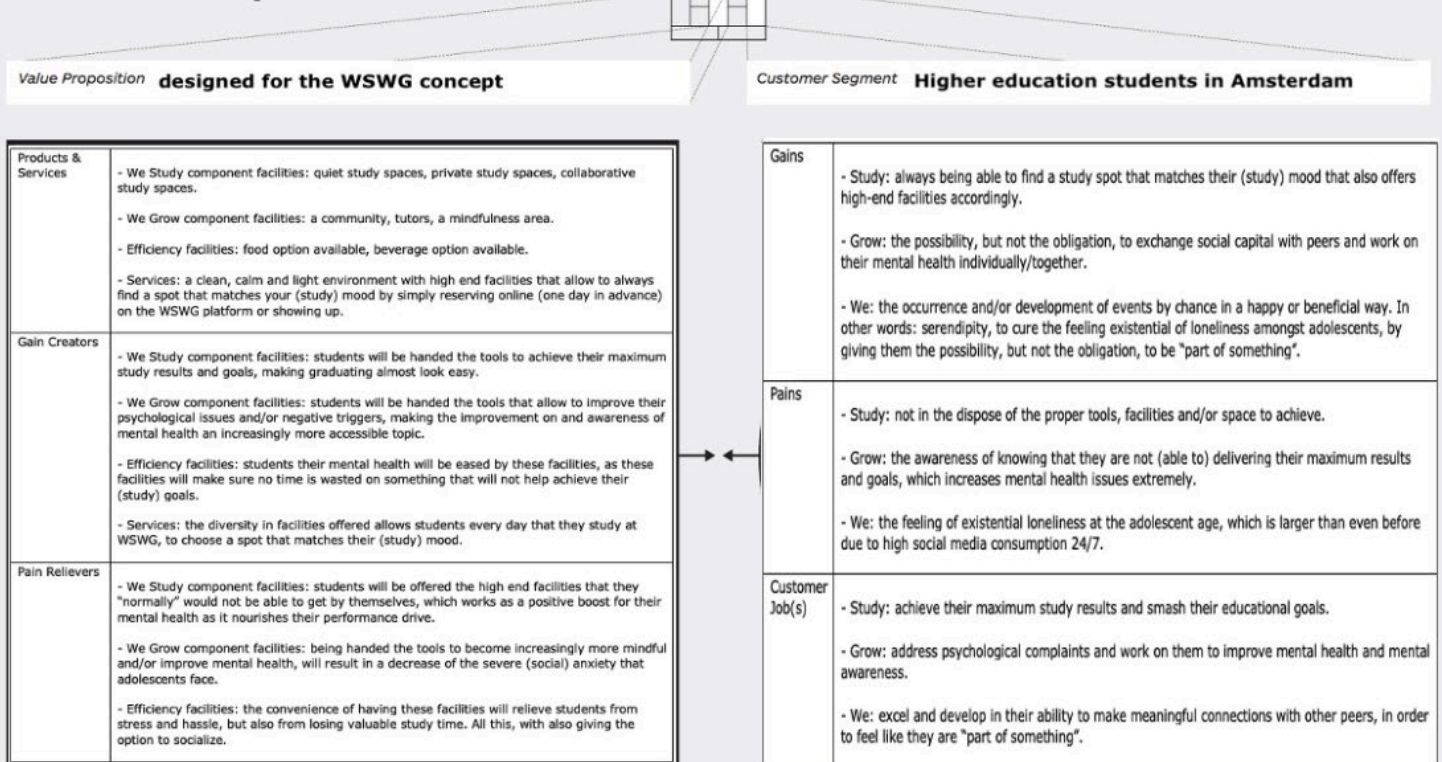 Value Proposition designed for the WSWG concept
Customer Segment Higher education students in Amsterdam
Products &
Services
- We Study component facilities: quiet study spaces, private study spaces, collaborative
study spaces.
- We Grow component facilities: a community, tutors, a mindfulness area.
- Efficiency facilities: food option available, beverage option available.
- Services: a clean, calm and light environment with high end facilities that allow to always
find a spot that matches your (study) mood by simply reserving online (one day in advance)
on the WSWG platform or showing up.
Gain Creators
- We Study component facilities: students will be handed the tools to achieve their maximum
study results and goals, making graduating almost look easy.
- We Grow component facilities: students will be handed the tools that allow to improve their
psychological issues and/or negative triggers, making the improvement on and awareness of
mental health an increasingly more accessible topic.
- Efficiency facilities: students their mental health will be eased by these facilities, as these
facilities will make sure no time is wasted on something that will not help achieve their
(study) goals.
- Services: the diversity in facilities offered allows students every day that they study at
WSWG, to choose a spot that matches their (study) mood.
Pain Relievers
- We Study component facilities: students will be offered the high end facilities that they
"normally" would not be able to get by themselves, which works as a positive boost for their
mental health as it nourishes their performance drive.
- We Grow component facilities: being handed the tools to become increasingly more mindful
and/or improve mental health, will result in a decrease of the severe (social) anxiety that
adolescents face.
- Efficiency facilities: the convenience of having these facilities will relieve students from
stress and hassle, but also from losing valuable study time. All this, with also giving the
option to socialize.
Gains
- Study: always being able to find a study spot that matches their (study) mood that also offers
high-end facilities accordingly.
- Grow: the possibility, but not the obligation, to exchange social capital with peers and work on
their mental health individually/together.
- We: the occurrence and/or development of events by chance in a happy or beneficial way. In
other words: serendipity, to cure the feeling existential of loneliness amongst adolescents, by
giving them the possibility, but not the obligation, to be "part of something".
Pains
- Study: not in the dispose of the proper tools, facilities and/or space to achieve.
- Grow: the awareness of knowing that they are not (able to) delivering their maximum results
and goals, which increases mental health issues extremely.
- We: the feeling of existential loneliness at the adolescent age, which is larger than even before
due to high social media consumption 24/7.
Customer
Job(s)
- Study: achieve their maximum study results and smash their educational goals.
- Grow: address psychological complaints and work on them to improve mental health and mental
awareness.
- We: excel and develop in their ability to make meaningful connections with other peers, in order
to feel like they are "part of something".